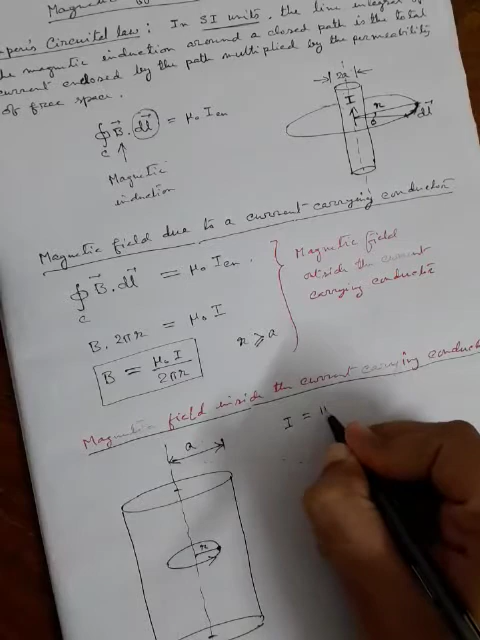 Magnetic
Ampere's Circuital law: In SI units, the line integral of
the magnetic induction around a closed path is the total
current enclosed by the path multiplied by the permeability
of free space.
2a
I
r
O
dl
∮ B⃗ . dl⃗ = μ₀ Ien
C
Magnetic
induction
Magnetic field due to a current carrying conductor
∮ B⃗ . dl⃗ = μ₀ Ien.
C
B. 2πr = μ₀ I
B = μ₀ I / 2πr
r ≥ a
Magnetic field
outside the current
carrying conductor
Magnetic field inside the current carrying conduct
a
r
I =